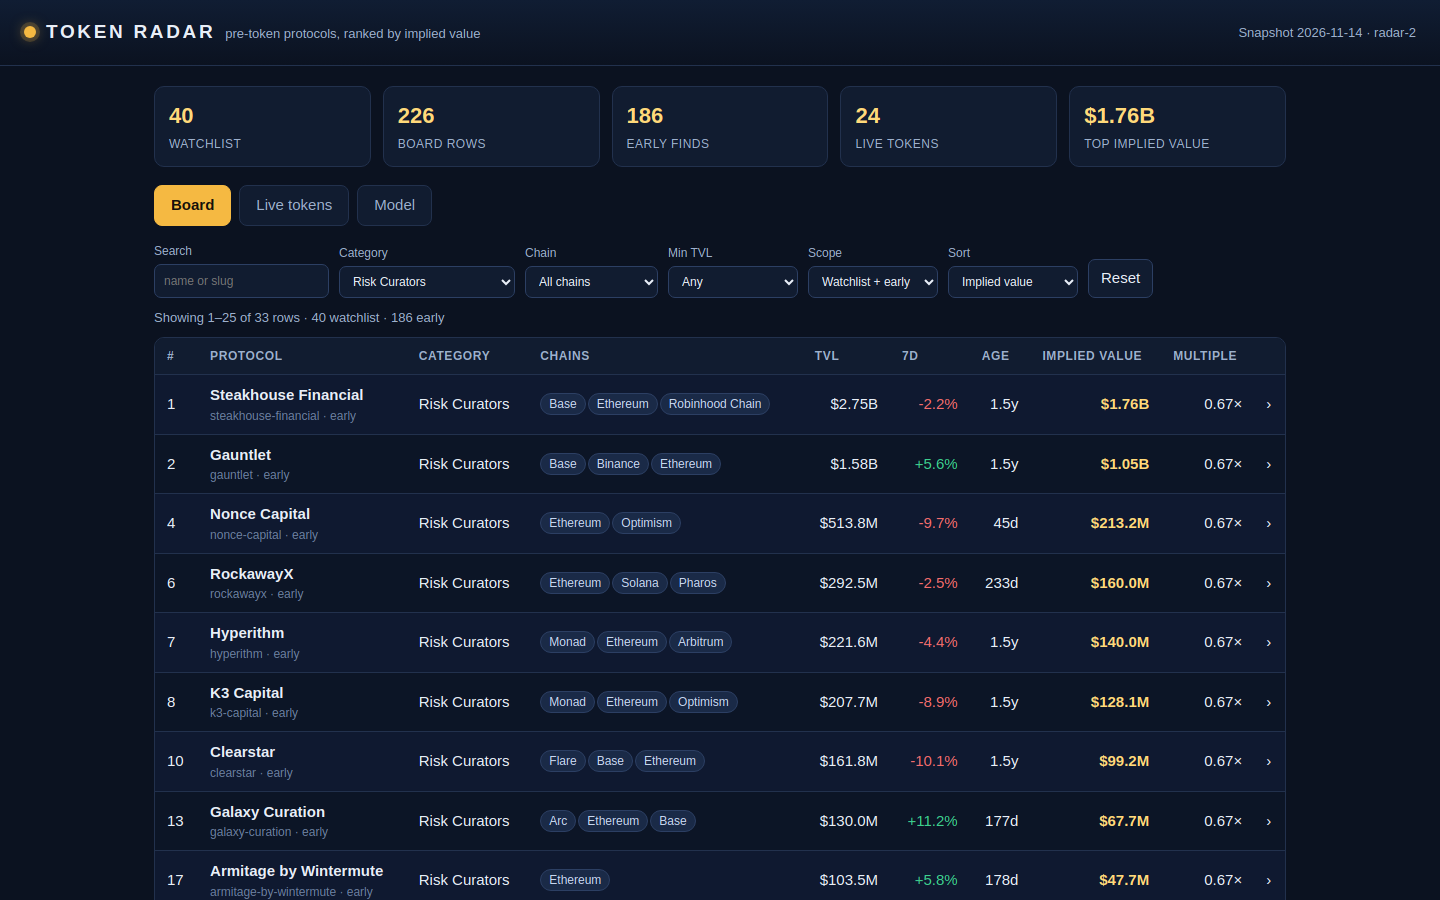 TOKEN RADAR pre-token protocols, ranked by implied value Snapshot 2026-11-14 · radar-2
40 226 186 24 $1.76B
WATCHLIST BOARD ROWS EARLY FINDS LIVE TOKENS TOP IMPLIED VALUE
Board Live tokens Model
Search Category Chain Min TVL Scope Sort
name or slug Risk Curators All chains Any Watchlist + early Implied value Reset
Showing 1–25 of 33 rows · 40 watchlist · 186 early
# PROTOCOL CATEGORY CHAINS TVL 7D AGE IMPLIED VALUE MULTIPLE
1 Steakhouse Financial Risk Curators Base Ethereum Robinhood Chain $2.75B -2.2% 1.5y $1.76B 0.67× ›
steakhouse-financial · early
2 Gauntlet Risk Curators Base Binance Ethereum $1.58B +5.6% 1.5y $1.05B 0.67× ›
gauntlet · early
4 Nonce Capital Risk Curators Ethereum Optimism $513.8M -9.7% 45d $213.2M 0.67× ›
nonce-capital · early
6 RockawayX Risk Curators Ethereum Solana Pharos $292.5M -2.5% 233d $160.0M 0.67× ›
rockawayx · early
7 Hyperithm Risk Curators Monad Ethereum Arbitrum $221.6M -4.4% 1.5y $140.0M 0.67× ›
hyperithm · early
8 K3 Capital Risk Curators Monad Ethereum Optimism $207.7M -8.9% 1.5y $128.1M 0.67× ›
k3-capital · early
10 Clearstar Risk Curators Flare Base Ethereum $161.8M -10.1% 1.5y $99.2M 0.67× ›
clearstar · early
13 Galaxy Curation Risk Curators Arc Ethereum Base $130.0M +11.2% 177d $67.7M 0.67× ›
galaxy-curation · early
17 Armitage by Wintermute Risk Curators Ethereum $103.5M +5.8% 178d $47.7M 0.67× ›
armitage-by-wintermute · early